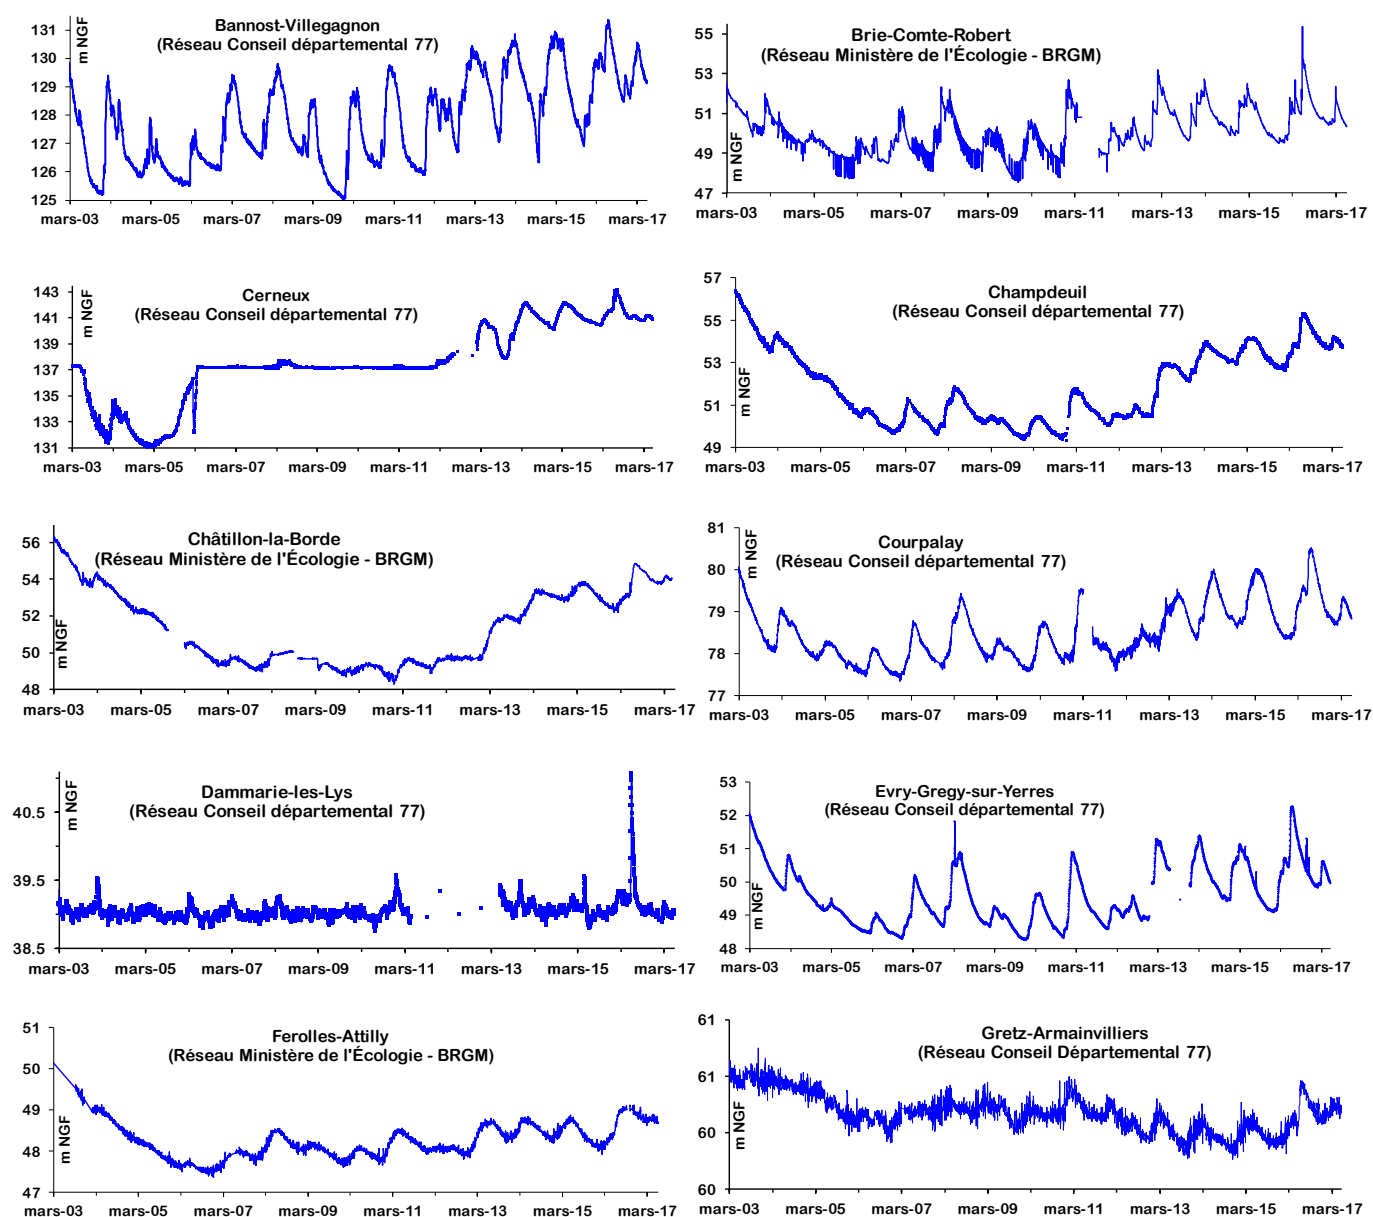 Bannost-Villegagnon
(Réseau Conseil départemental 77)
m NGF
131
130
129
128
127
126
125
mars-03 mars-05 mars-07 mars-09 mars-11 mars-13 mars-15 mars-17
Brie-Comte-Robert
(Réseau Ministère de l'Écologie - BRGM)
m NGF
55
53
51
49
47
mars-03 mars-05 mars-07 mars-09 mars-11 mars-13 mars-15 mars-17
Cerneux
(Réseau Conseil départemental 77)
m NGF
143
141
139
137
135
133
131
mars-03 mars-05 mars-07 mars-09 mars-11 mars-13 mars-15 mars-17
Champdeuil
(Réseau Conseil départemental 77)
m NGF
57
55
53
51
49
mars-03 mars-05 mars-07 mars-09 mars-11 mars-13 mars-15 mars-17
Châtillon-la-Borde
(Réseau Ministère de l'Écologie - BRGM)
m NGF
56
54
52
50
48
mars-03 mars-05 mars-07 mars-09 mars-11 mars-13 mars-15 mars-17
Courpalay
(Réseau Conseil départemental 77)
m NGF
81
80
79
78
77
mars-03 mars-05 mars-07 mars-09 mars-11 mars-13 mars-15 mars-17
Dammarie-les-Lys
(Réseau Conseil départemental 77)
m NGF
40.5
39.5
38.5
mars-03 mars-05 mars-07 mars-09 mars-11 mars-13 mars-15 mars-17
Evry-Gregy-sur-Yerres
(Réseau Conseil départemental 77)
m NGF
53
52
51
50
49
48
mars-03 mars-05 mars-07 mars-09 mars-11 mars-13 mars-15 mars-17
Ferolles-Attilly
(Réseau Ministère de l'Écologie - BRGM)
m NGF
51
50
49
48
47
mars-03 mars-05 mars-07 mars-09 mars-11 mars-13 mars-15 mars-17
Gretz-Armainvilliers
(Réseau Conseil Départemental 77)
m NGF
61
61
60
60
mars-03 mars-05 mars-07 mars-09 mars-11 mars-13 mars-15 mars-17